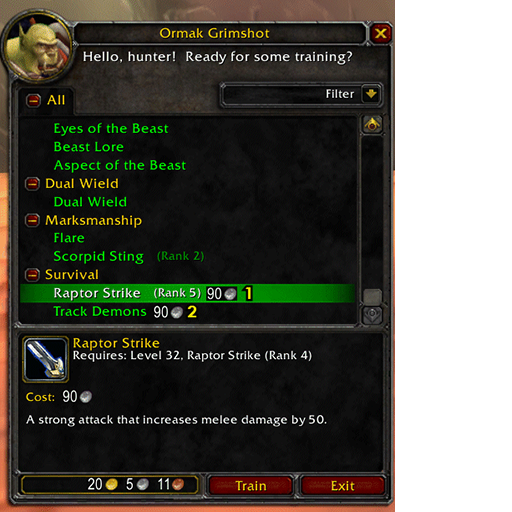 Ormak Grimshot
Hello, hunter! Ready for some training?
Filter
All
Eyes of the Beast
Beast Lore
Aspect of the Beast
Dual Wield
Dual Wield
Marksmanship
Flare
Scorpid Sting (Rank 2)
Survival
Raptor Strike (Rank 5) 90 1
Track Demons 90 2
Raptor Strike
Requires: Level 32, Raptor Strike (Rank 4)
Cost: 90
A strong attack that increases melee damage by 50.
20 5 11 Train Exit